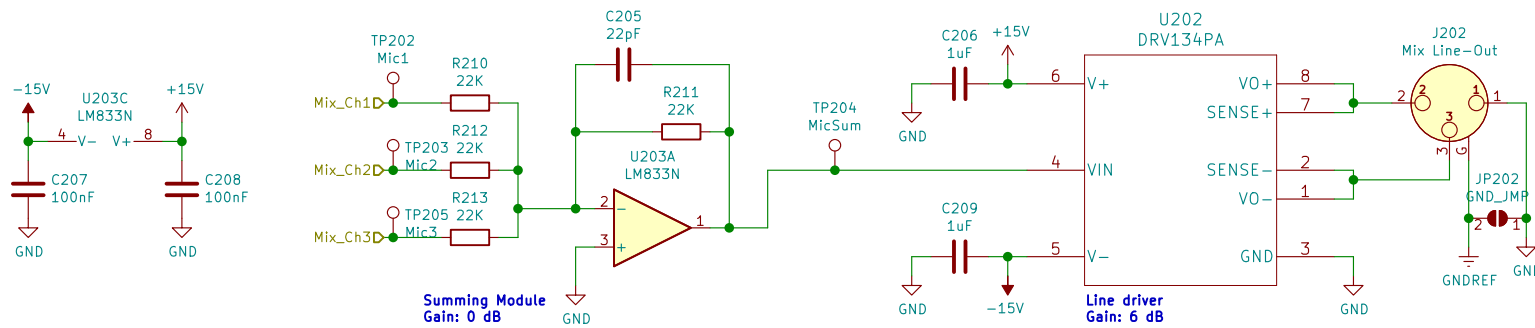 -15V
U203C
LM833N
+15V
4
V-
V+
8
C207
100nF
C208
100nF
GND
GND
TP202
Mic1
Mix_Ch1
R210
22K
TP203
Mic2
Mix_Ch2
R212
22K
TP205
Mic3
Mix_Ch3
R213
22K
C205
22pF
R211
22K
U203A
LM833N
2
-
3
+
1
GND
Summing Module
Gain: 0 dB
TP204
MicSum
C206
1uF
+15V
GND
C209
1uF
GND
-15V
U202
DRV134PA
6
V+
4
VIN
5
V-
VO+
8
SENSE+
7
SENSE-
2
VO-
1
GND
3
GND
Line driver
Gain: 6 dB
J202
Mix Line-Out
2
2
1
1
3
3
G
JP202
GND_JMP
2
1
GNDREF